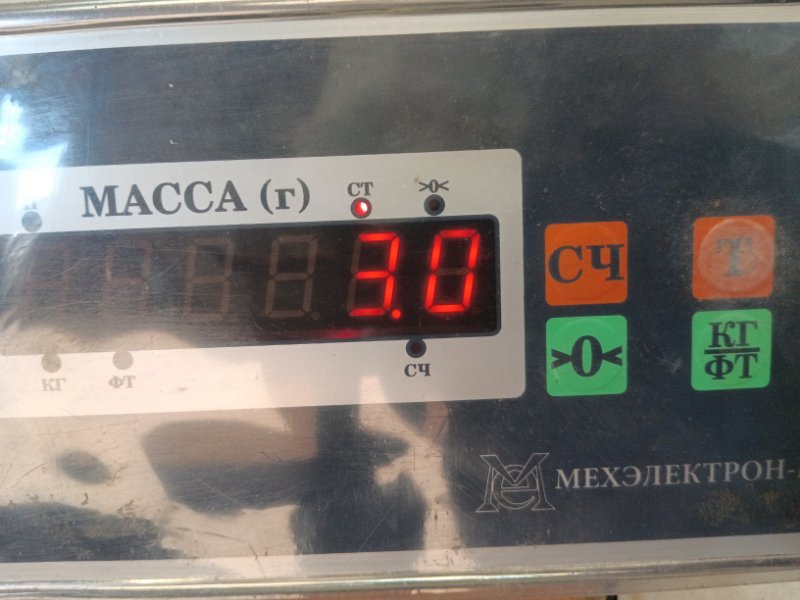 МАССА (г)
СТ
>0<
3.0
КГ
ФТ
СЧ
СЧ
Т
>0<
КГ
ФТ
МЕХЭЛЕКТРОН-